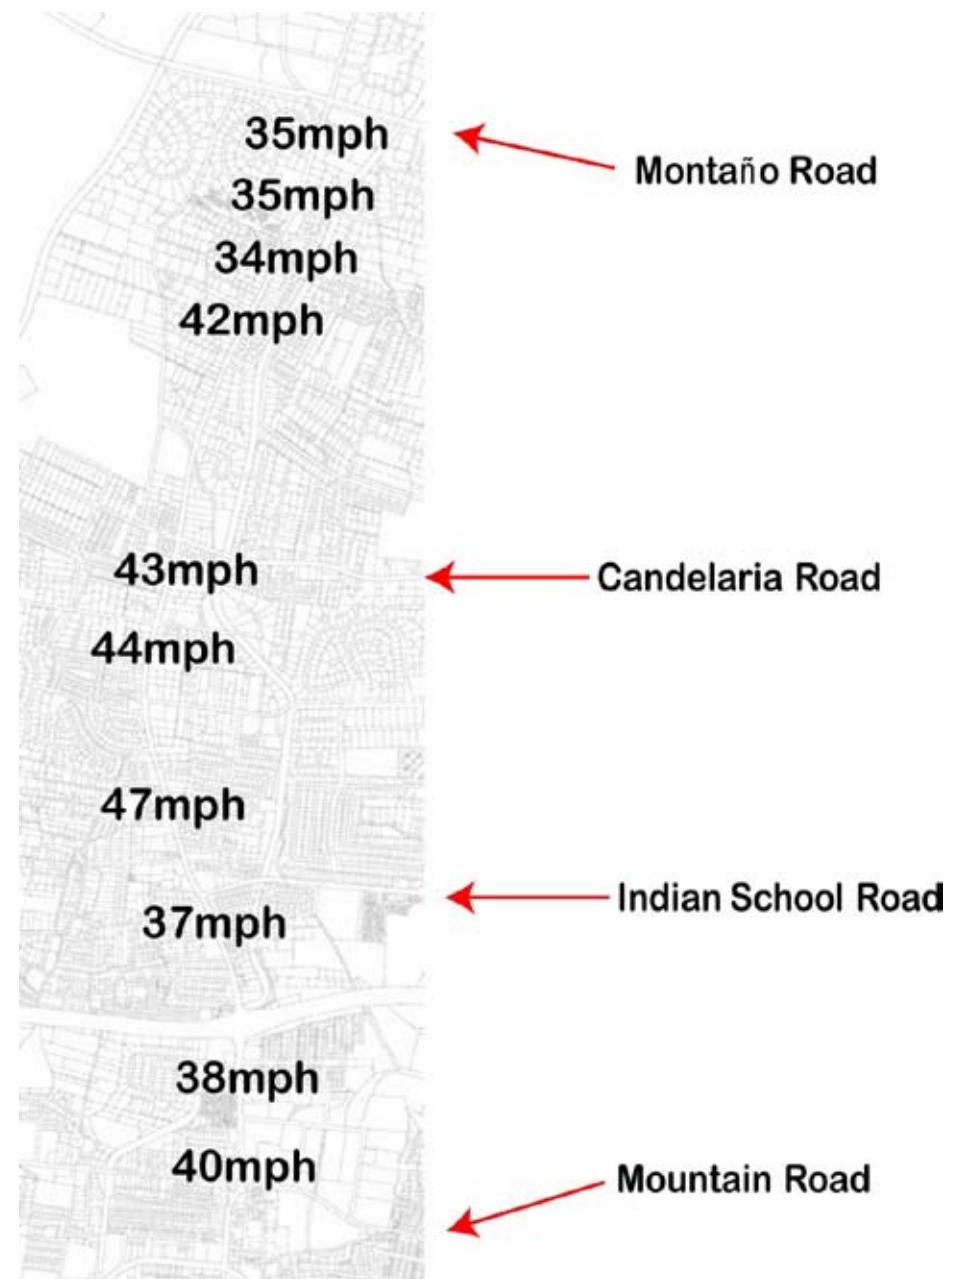 35mph
Montaño Road
35mph
34mph
42mph
43mph
Candelaria Road
44mph
47mph
Indian School Road
37mph
38mph
40mph
Mountain Road